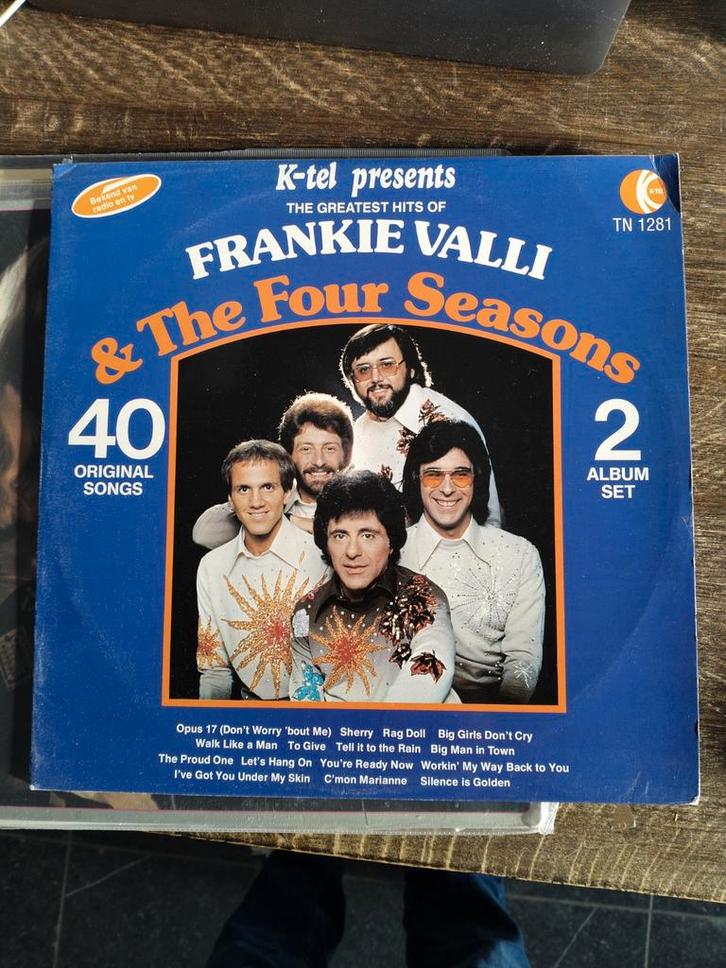 K-tel presents
Bekend van
radio en tv
K-TEL
THE GREATEST HITS OF
TN 1281
FRANKIE VALLI
& The Four Seasons
40
ORIGINAL
SONGS
2
ALBUM
SET
Opus 17 (Don't Worry 'bout Me) Sherry Rag Doll Big Girls Don't Cry
Walk Like a Man To Give Tell it to the Rain Big Man in Town
The Proud One Let's Hang On You're Ready Now Workin' My Way Back to You
I've Got You Under My Skin C'mon Marianne Silence is Golden